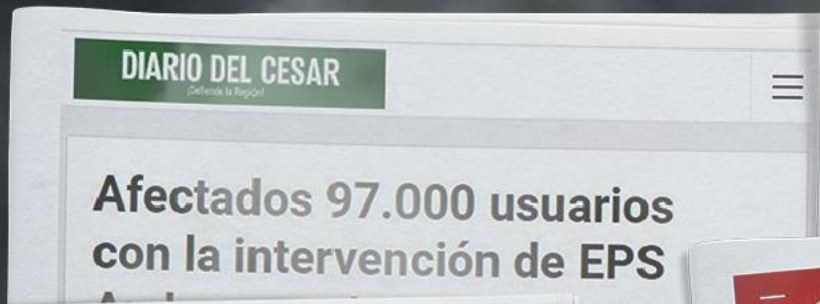 DIARIO DEL CESAR
¡Defiende la Región!
Afectados 97.000 usuarios
con la intervención de EPS